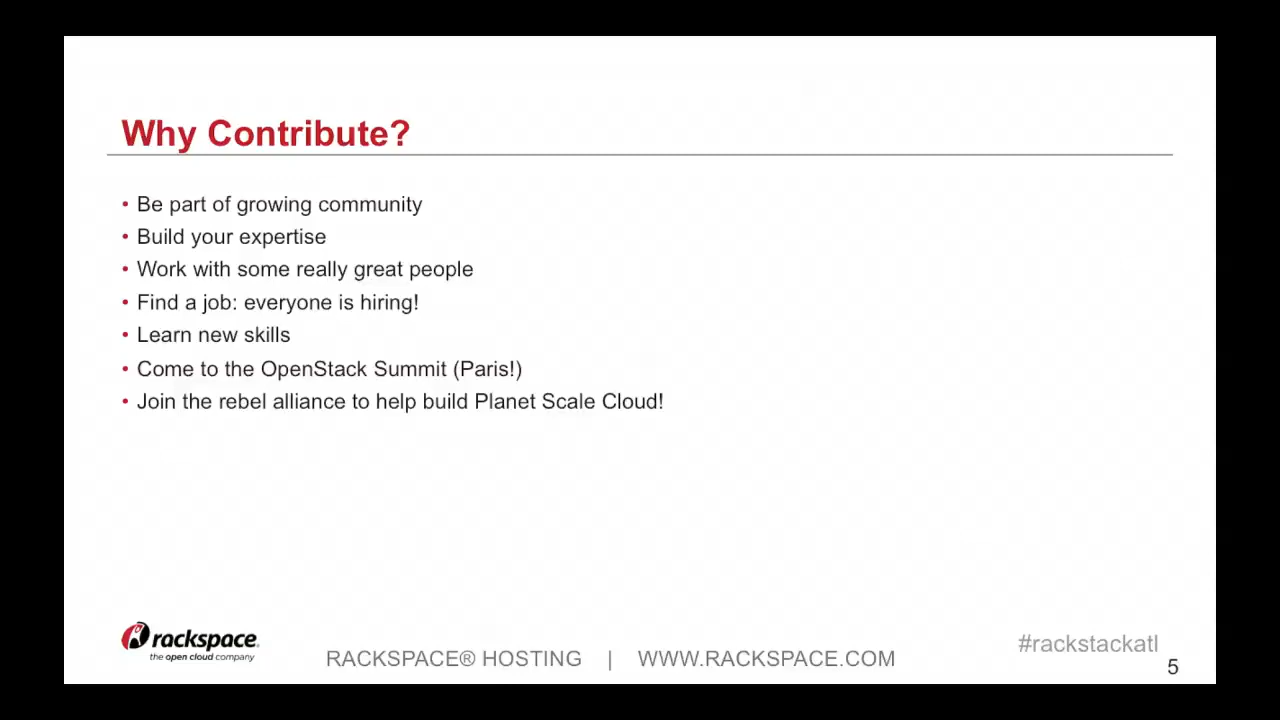 Why Contribute?
• Be part of growing community
• Build your expertise
• Work with some really great people
• Find a job: everyone is hiring!
• Learn new skills
• Come to the OpenStack Summit (Paris!)
• Join the rebel alliance to help build Planet Scale Cloud!
rackspace®
the open cloud company
RACKSPACE® HOSTING | WWW.RACKSPACE.COM
#rackstackatl
5